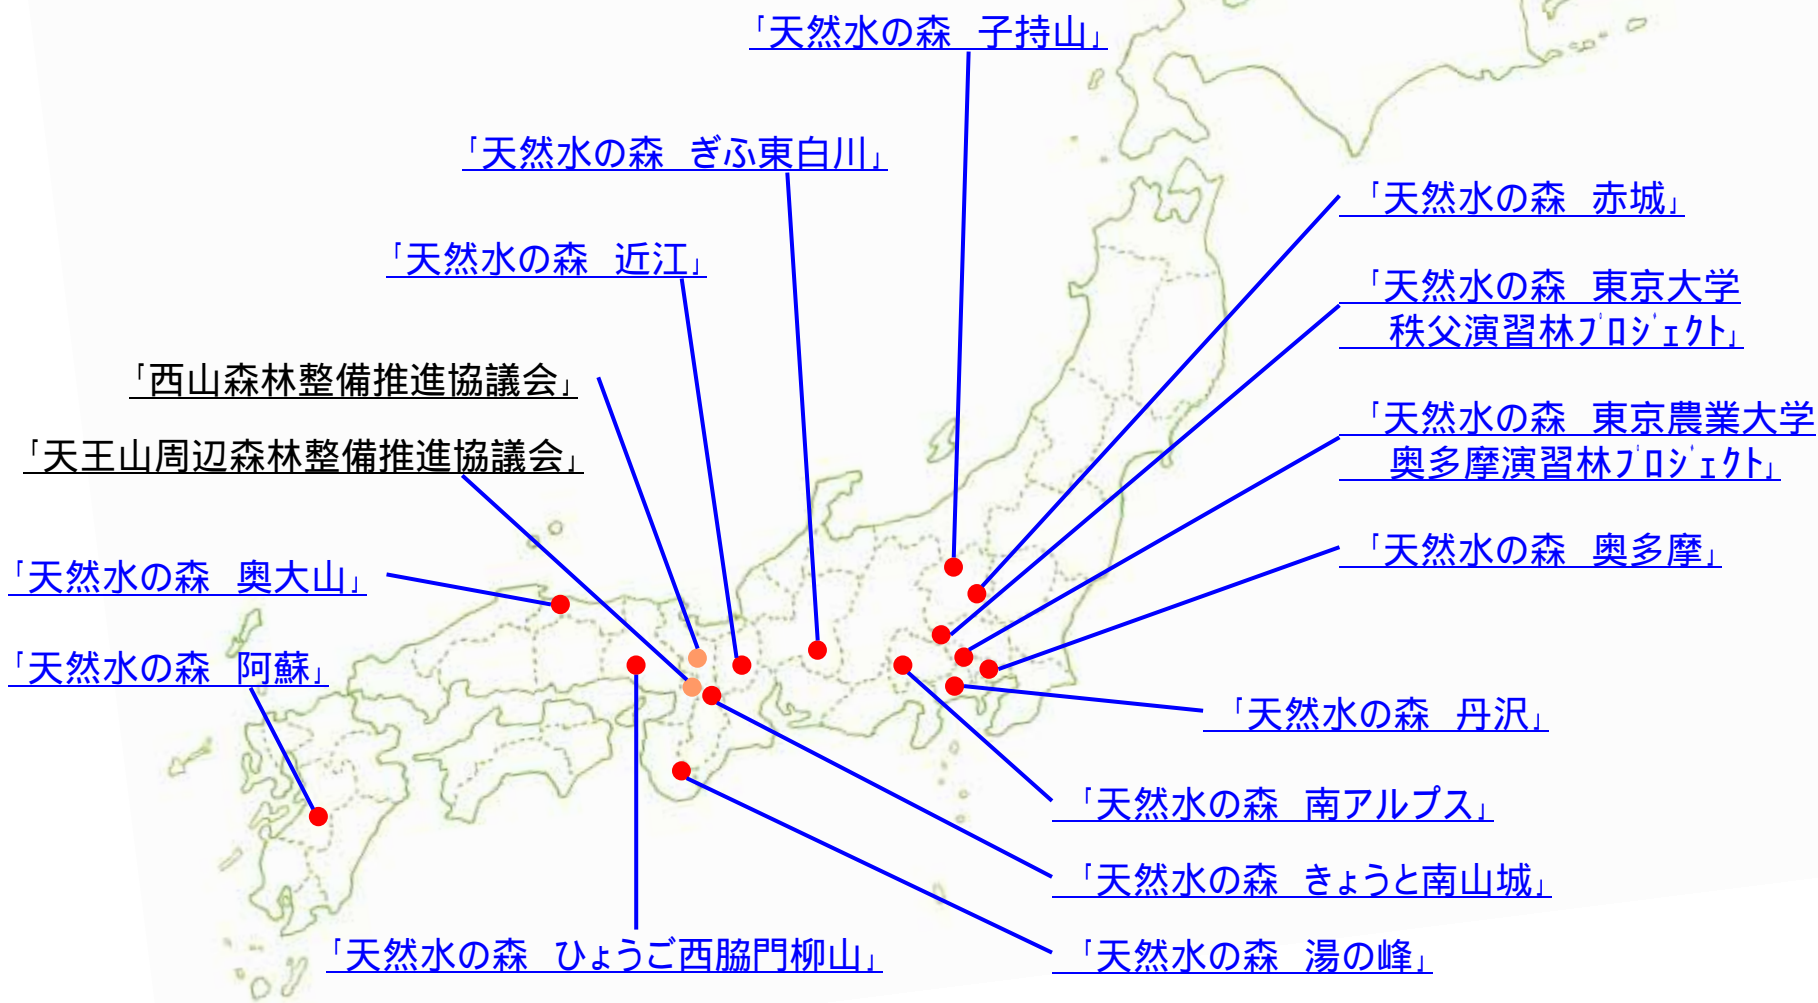 「天然水の森　子持山」
「天然水の森　ぎふ東白川」
「天然水の森　近江」
「西山森林整備推進協議会」
「天王山周辺森林整備推進協議会」
「天然水の森　奥大山」
「天然水の森　阿蘇」
「天然水の森　ひょうご西脇門柳山」
「天然水の森　赤城」
「天然水の森　東京大学
秩父演習林ﾌﾟﾛｼﾞｪｸﾄ」
「天然水の森　東京農業大学
奥多摩演習林ﾌﾟﾛｼﾞｪｸﾄ」
「天然水の森　奥多摩」
「天然水の森　丹沢」
「天然水の森　南アルプス」
「天然水の森　きょうと南山城」
「天然水の森　湯の峰」